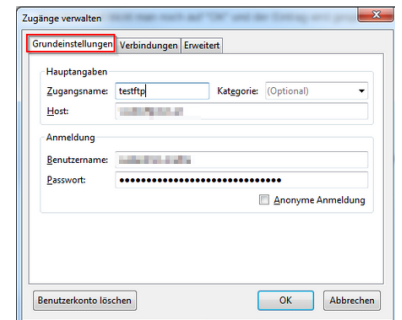 Zugänge verwalten
Grundeinstellungen Verbindungen Erweitert
Hauptangaben
Zugangsname: testftp Kategorie: (Optional)
Host:
Anmeldung
Benutzername:
Passwort: ••••••••••••••••••••••••••••
Anonyme Anmeldung
Benutzerkonto löschen OK Abbrechen